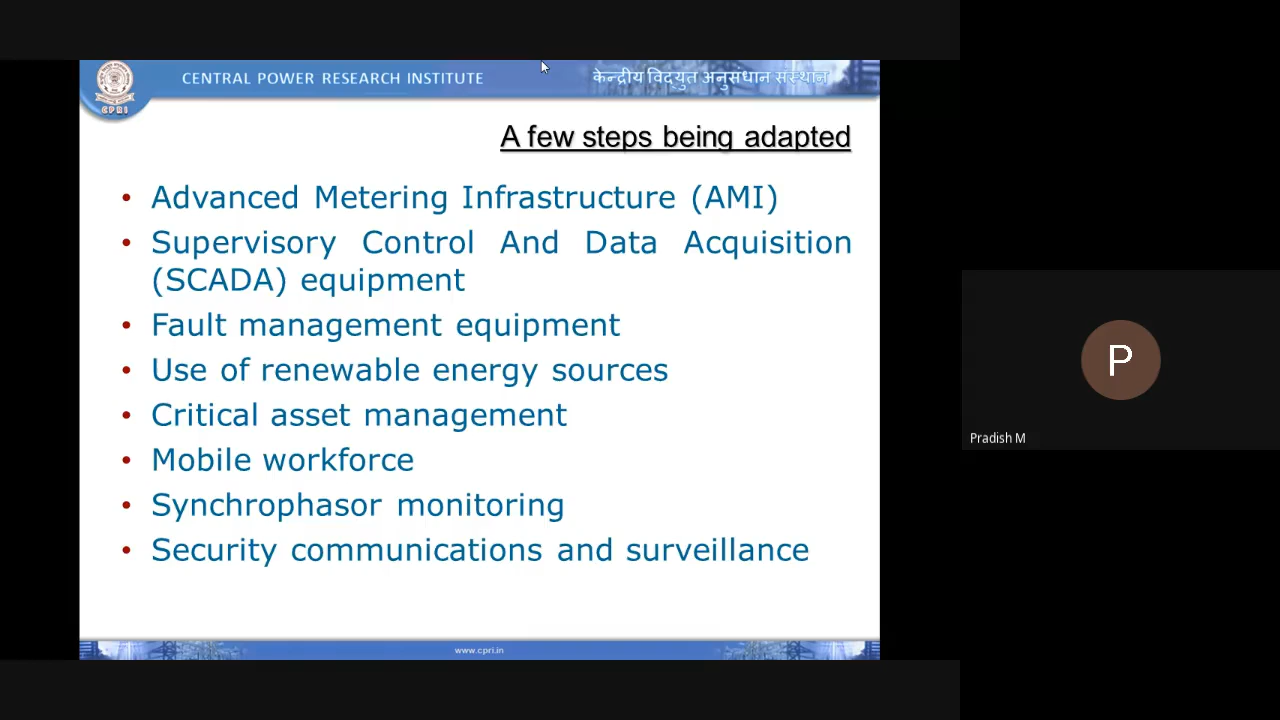 CENTRAL POWER RESEARCH INSTITUTE
केन्द्रीय विद्युत अनुसंधान संस्थान
CPRI
A few steps being adapted
• Advanced Metering Infrastructure (AMI)
• Supervisory Control And Data Acquisition
(SCADA) equipment
• Fault management equipment
• Use of renewable energy sources
• Critical asset management
• Mobile workforce
• Synchrophasor monitoring
• Security communications and surveillance
www.cpri.in
P
Pradish M